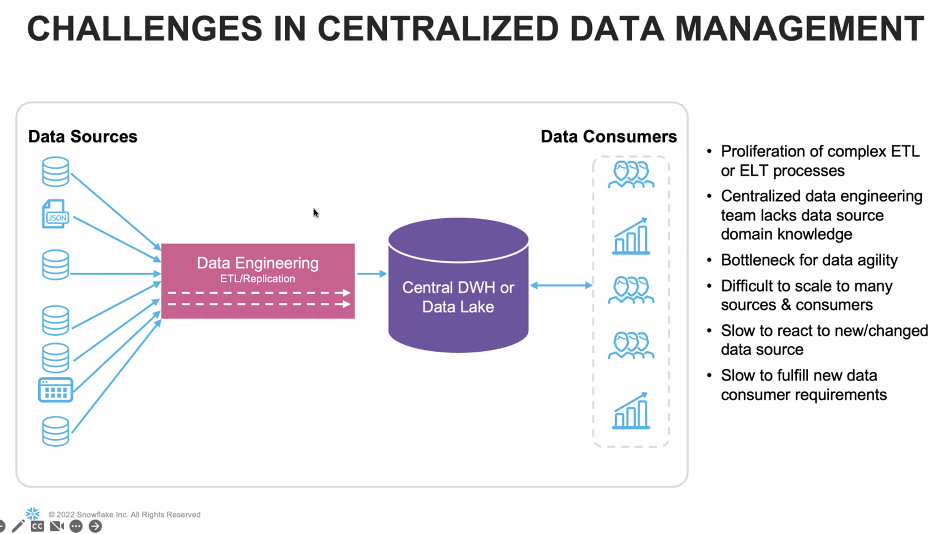 CHALLENGES IN CENTRALIZED DATA MANAGEMENT
Data Sources
JSON
Data Engineering
ETL/Replication
Central DWH or
Data Lake
Data Consumers
• Proliferation of complex ETL
or ELT processes
• Centralized data engineering
team lacks data source
domain knowledge
• Bottleneck for data agility
• Difficult to scale to many
sources & consumers
• Slow to react to new/changed
data source
• Slow to fulfill new data
consumer requirements
© 2022 Snowflake Inc. All Rights Reserved
CC